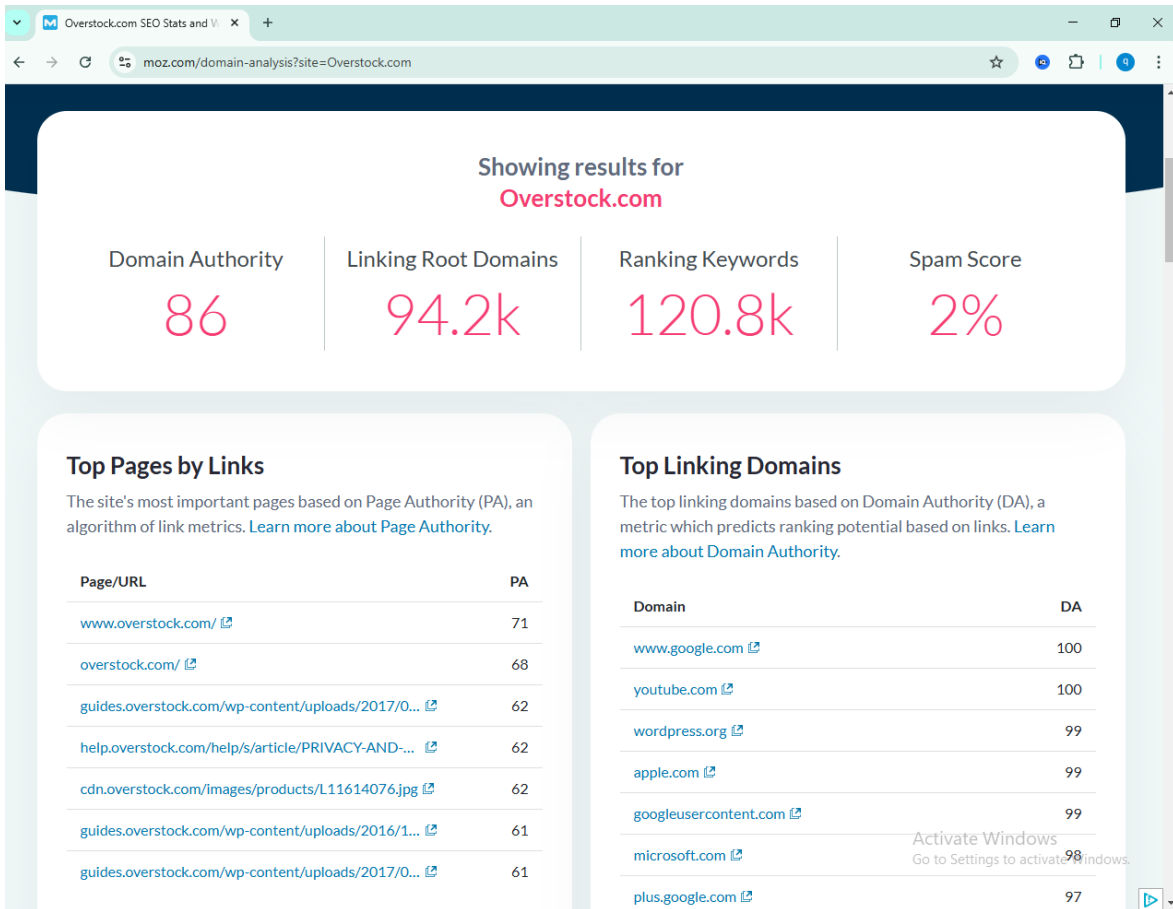 Overstock.com SEO Stats and W
moz.com/domain-analysis?site=Overstock.com
q
Showing results for
Overstock.com
Domain Authority
86
Linking Root Domains
94.2k
Ranking Keywords
120.8k
Spam Score
2%
Top Pages by Links
The site's most important pages based on Page Authority (PA), an
algorithm of link metrics. Learn more about Page Authority.
Page/URL PA
www.overstock.com/ 71
overstock.com/ 68
guides.overstock.com/wp-content/uploads/2017/0... 62
help.overstock.com/help/s/article/PRIVACY-AND-... 62
cdn.overstock.com/images/products/L11614076.jpg 62
guides.overstock.com/wp-content/uploads/2016/1... 61
guides.overstock.com/wp-content/uploads/2017/0... 61
Top Linking Domains
The top linking domains based on Domain Authority (DA), a
metric which predicts ranking potential based on links. Learn
more about Domain Authority.
Domain DA
www.google.com 100
youtube.com 100
wordpress.org 99
apple.com 99
googleusercontent.com 99
microsoft.com 98
plus.google.com 97
Activate Windows
Go to Settings to activate Windows.